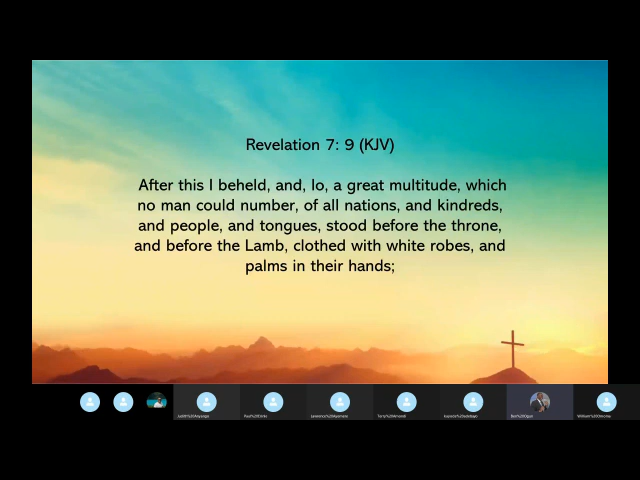 Revelation 7: 9 (KJV)
After this I beheld, and, lo, a great multitude, which
no man could number, of all nations, and kindreds,
and people, and tongues, stood before the throne,
and before the Lamb, clothed with white robes, and
palms in their hands;